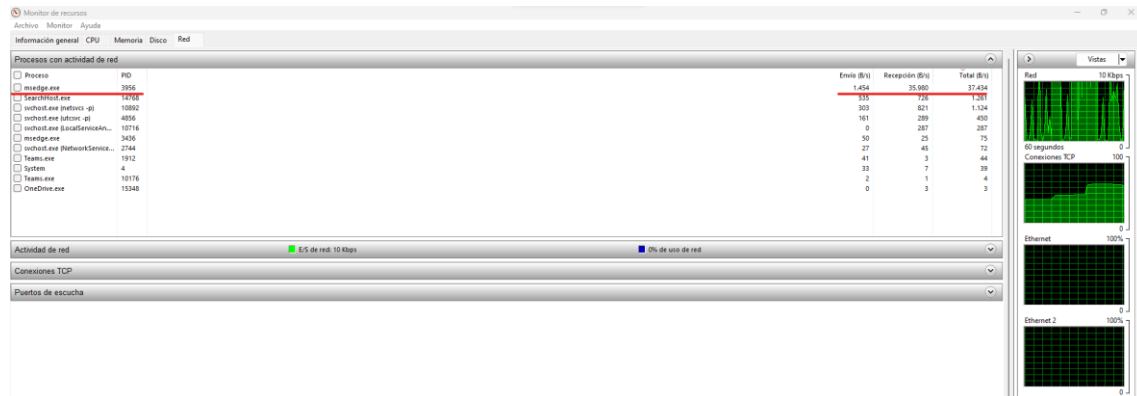 Monitor de recursos
Archivo Monitor Ayuda
Información general CPU Memoria Disco Red
Procesos con actividad de red
Proceso PID Envío (B/s) Recepción (B/s) Total (B/s)
msedge.exe 3956 1.454 35.980 37.434
SearchHost.exe 14768 535 726 1.261
svchost.exe (netsvcs -p) 10892 303 821 1.124
svchost.exe (utcsvc -p) 4856 161 289 450
svchost.exe (LocalServiceAn... 10716 0 287 287
msedge.exe 3436 50 25 75
svchost.exe (NetworkService... 2744 27 45 72
Teams.exe 1912 41 3 44
System 4 33 7 39
Teams.exe 10176 2 1 4
OneDrive.exe 15348 0 3 3
Actividad de red E/S de red: 10 Kbps 0% de uso de red
Conexiones TCP
Puertos de escucha
Vistas
Red 10 Kbps
60 segundos 0
Conexiones TCP 100
0
Ethernet 100%
0
Ethernet 2 100%
0